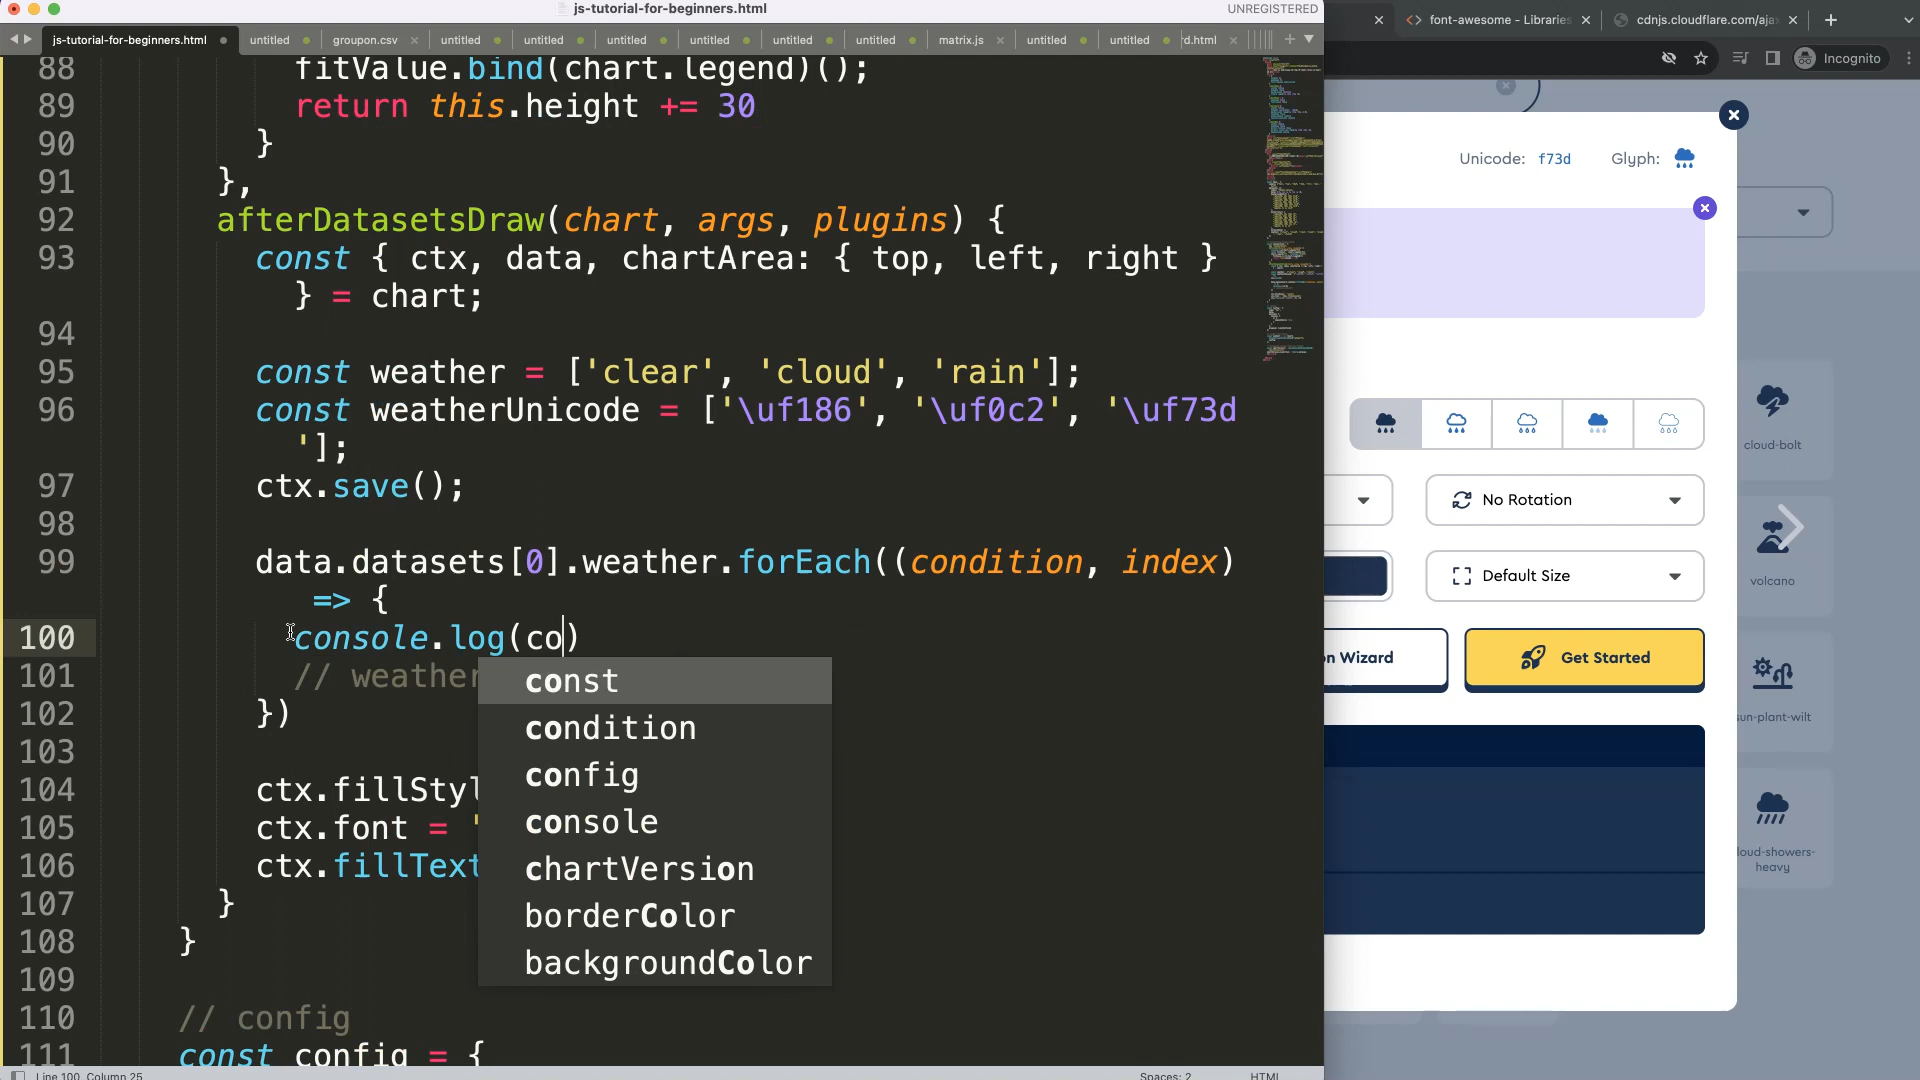 js-tutorial-for-beginners.html
UNREGISTERED
js-tutorial-for-beginners.html
untitled
groupon.csv
untitled
untitled
untitled
untitled
untitled
untitled
matrix.js
untitled
untitled
rd.html
font-awesome - Libraries
cdnjs.cloudflare.com/aja
Incognito
88 fitValue.bind(chart.legend)();
89 return this.height += 30
90 }
91 },
92 afterDatasetsDraw(chart, args, plugins) {
93 const { ctx, data, chartArea: { top, left, right }
} = chart;
94
95 const weather = ['clear', 'cloud', 'rain'];
96 const weatherUnicode = ['\uf186', '\uf0c2', '\uf73d
'];
97 ctx.save();
98
99 data.datasets[0].weather.forEach((condition, index)
=> {
100 console.log(co)
101 // weather
102 })
103
104 ctx.fillStyl
105 ctx.font = '
106 ctx.fillText
107 }
108 }
109
110 // config
111 const config = {
const
condition
config
console
chartVersion
borderColor
backgroundColor
Line 100, Column 25
Spaces: 2
HTML
Unicode: f73d Glyph:
No Rotation
Default Size
n Wizard
Get Started
cloud-bolt
volcano
sun-plant-wilt
loud-showers-
heavy